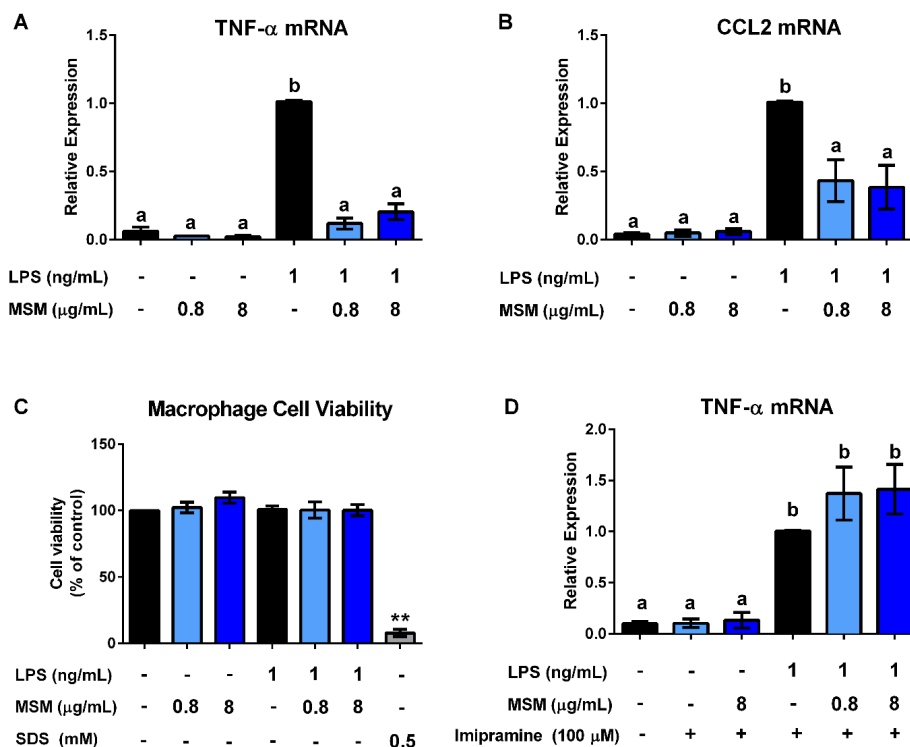 A
TNF-α mRNA
Relative Expression
1.5
1.0
0.5
0.0
a a a b a a
LPS (ng/mL) - - - 1 1 1
MSM (μg/mL) - 0.8 8 - 0.8 8
B
CCL2 mRNA
Relative Expression
1.5
1.0
0.5
0.0
a a a b a a
LPS (ng/mL) - - - 1 1 1
MSM (μg/mL) - 0.8 8 - 0.8 8
C
Macrophage Cell Viability
Cell viability
(% of control)
150
100
50
0
**
LPS (ng/mL) - - - 1 1 1 -
MSM (μg/mL) - 0.8 8 - 0.8 8 -
SDS (mM) - - - - - - 0.5
D
TNF-α mRNA
Relative Expression
2.0
1.5
1.0
0.5
0.0
a a a b b b
LPS (ng/mL) - - - 1 1 1
MSM (μg/mL) - - 8 - 0.8 8
Imipramine (100 μM) - + + + + +